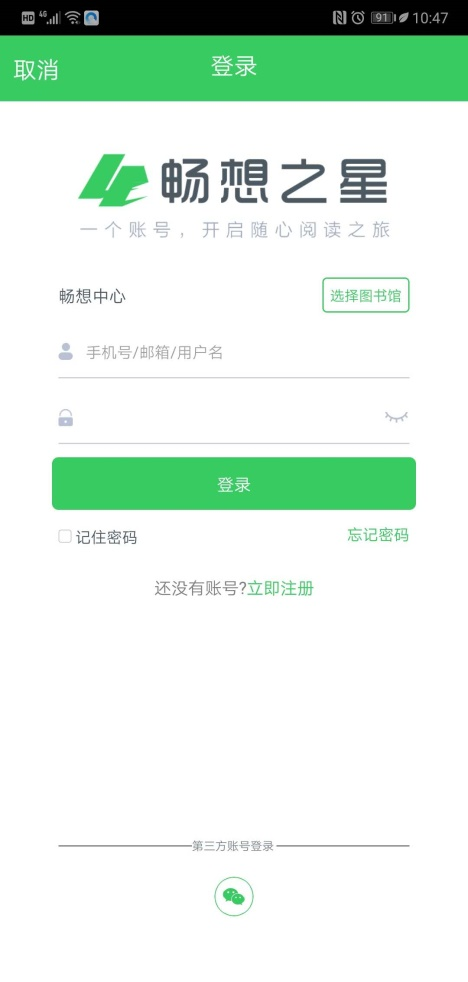 HD 4G 91 10:47
取消 登录
畅想之星
一个账号，开启随心阅读之旅
畅想中心 选择图书馆
手机号/邮箱/用户名
登录
记住密码 忘记密码
还没有账号?立即注册
第三方账号登录